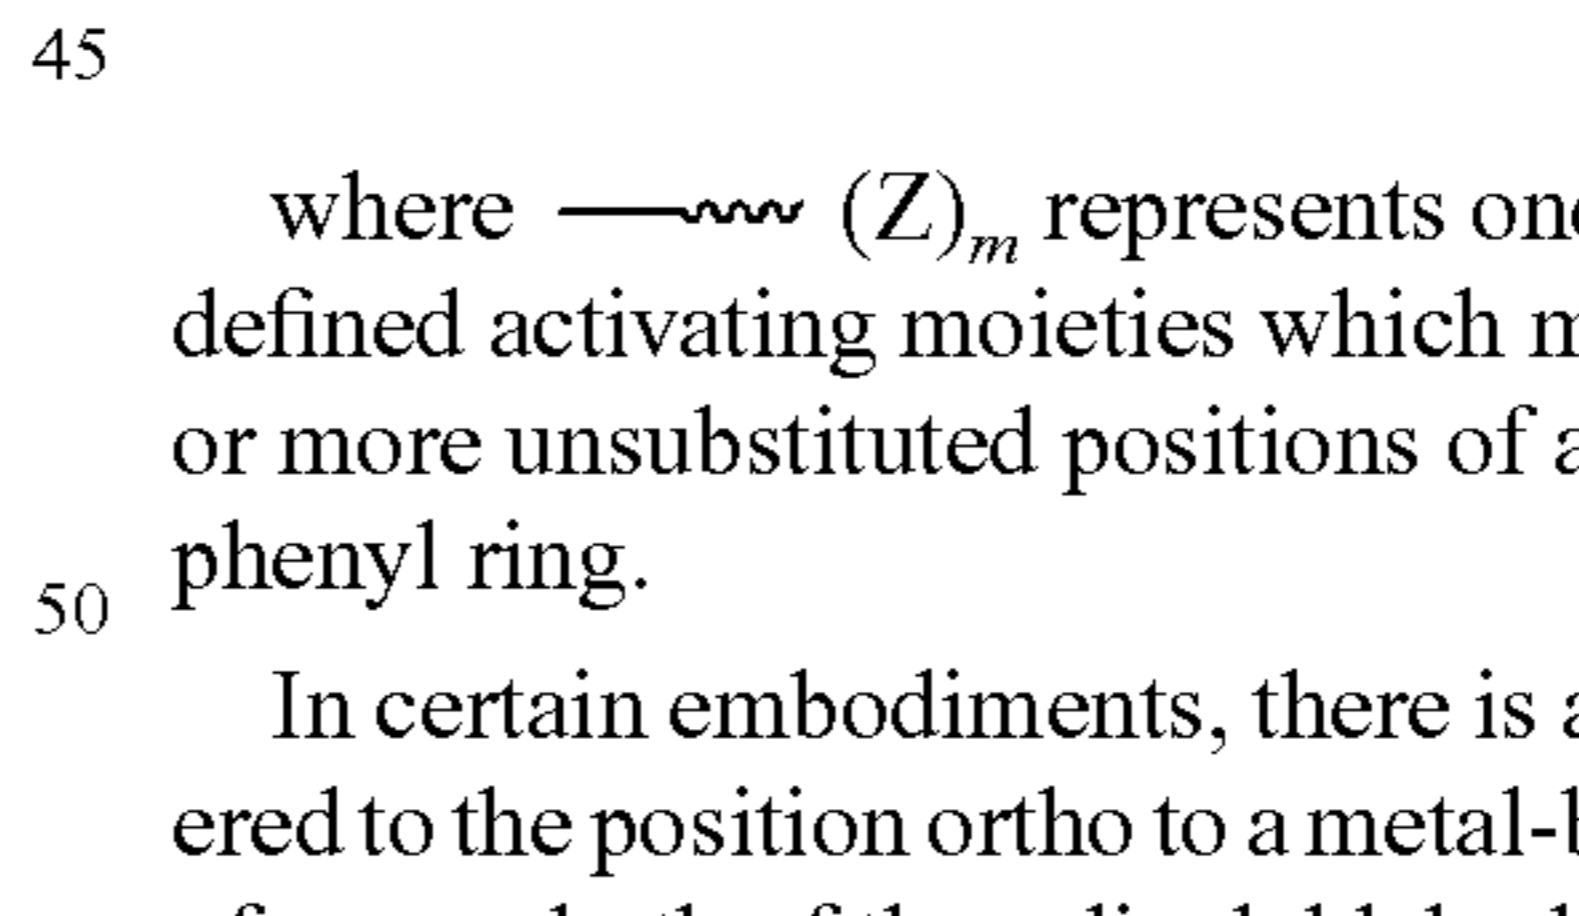 45
where (Z)m represents
defined activating moieties which
or more unsubstituted positions of
50
phenyl ring.
In certain embodiments, there is
ered to the position ortho to a metal-